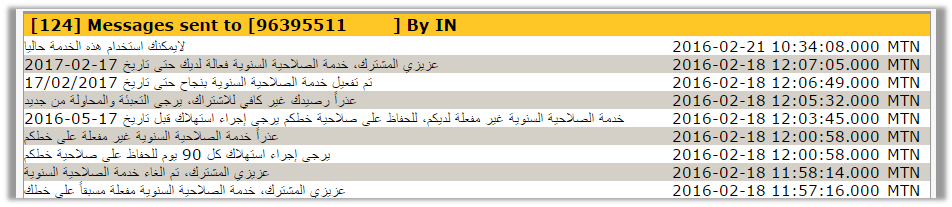 [124] Messages sent to [96395511 ] By IN
لايمكنك استخدام هذه الخدمة حاليا 2016-02-21 10:34:08.000 MTN
عزيزي المشترك، خدمة الصلاحية السنوية فعالة لديك حتى تاريخ 17-02-2017 2016-02-18 12:07:05.000 MTN
تم تفعيل خدمة الصلاحية السنوية بنجاح حتى تاريخ 17/02/2017 2016-02-18 12:06:49.000 MTN
عذراً رصيدك غير كافي للاشتراك، يرجى التعبئة والمحاولة من جديد 2016-02-18 12:05:32.000 MTN
خدمة الصلاحية السنوية غير مفعلة لديكم، للحفاظ على صلاحية خطكم يرجى إجراء استهلاك قبل تاريخ 17-05-2016 2016-02-18 12:03:45.000 MTN
عذراً خدمة الصلاحية السنوية غير مفعلة على خطكم 2016-02-18 12:00:58.000 MTN
يرجى إجراء استهلاك كل 90 يوم للحفاظ على صلاحية خطكم 2016-02-18 12:00:58.000 MTN
عزيزي المشترك، تم الغاء خدمة الصلاحية السنوية 2016-02-18 11:58:14.000 MTN
عزيزي المشترك، خدمة الصلاحية السنوية مفعلة مسبقاً على خطك 2016-02-18 11:57:16.000 MTN